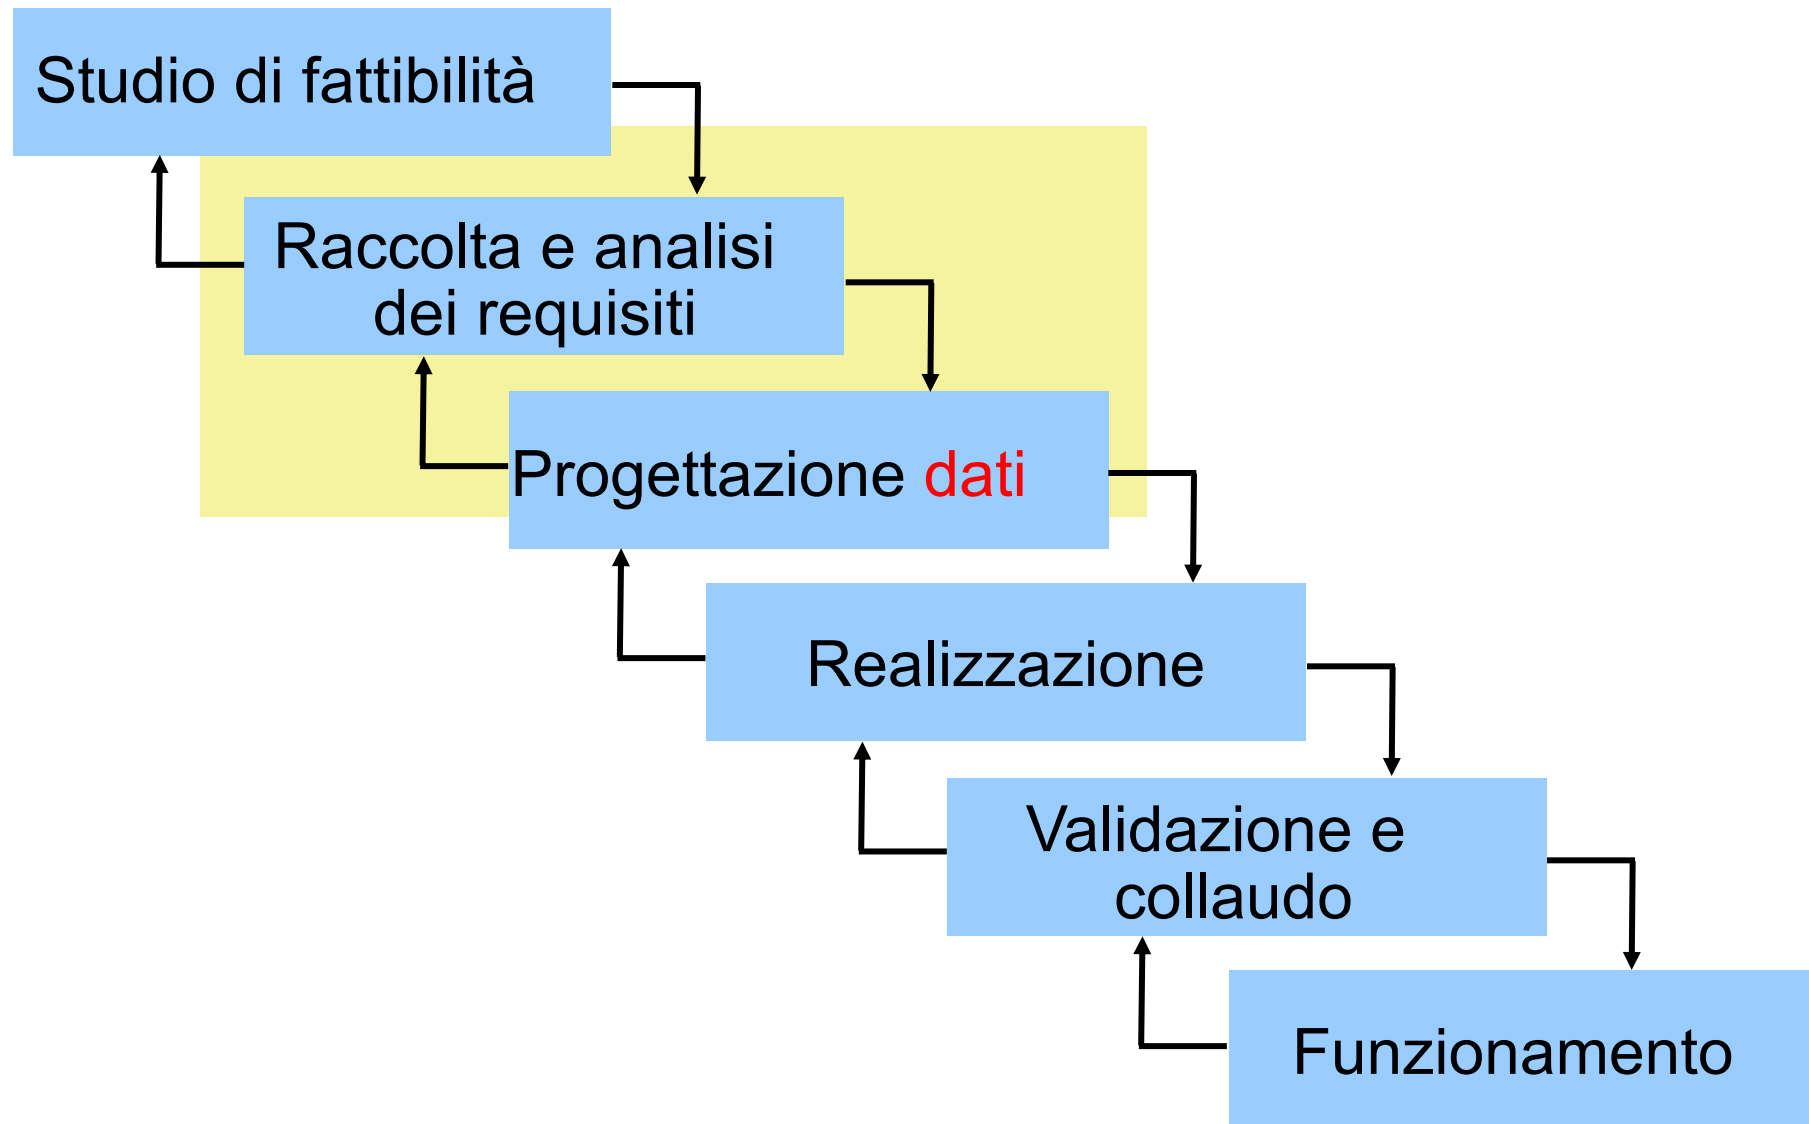 Studio di fattibilità
Raccolta e analisi
dei requisiti
Progettazione dati
Realizzazione
Validazione e
collaudo
Funzionamento